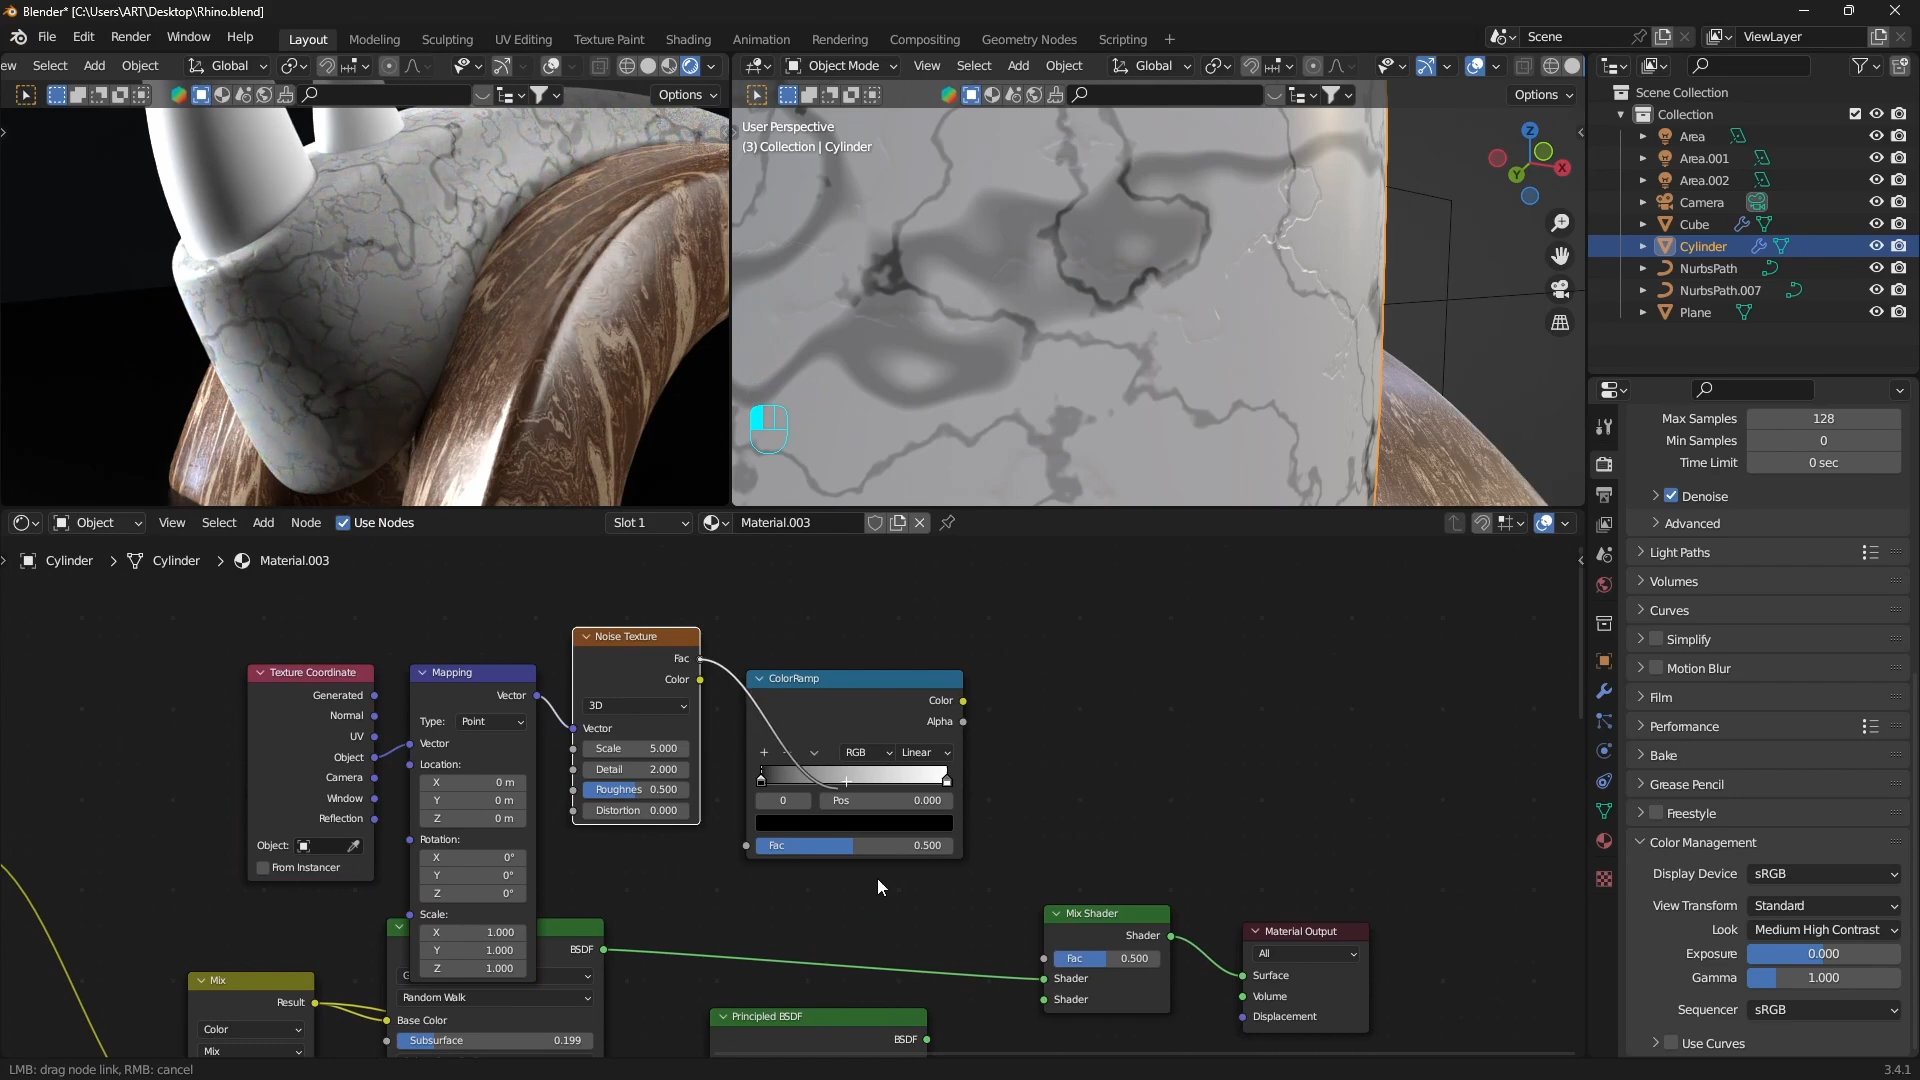 Blender* [C:\Users\ART\Desktop\Rhino.blend]
File Edit Render Window Help Layout Modeling Sculpting UV Editing Texture Paint Shading Animation Rendering Compositing Geometry Nodes Scripting + Scene ViewLayer
ew Select Add Object Global Object Mode View Select Add Object Global
Options Options
User Perspective
(3) Collection | Cylinder
Z
X
Y
Scene Collection
Collection
Area
Area.001
Area.002
Camera
Cube
Cylinder
NurbsPath
NurbsPath.007
Plane
Max Samples 128
Min Samples 0
Time Limit 0 sec
Denoise
Advanced
Light Paths
Volumes
Curves
Simplify
Motion Blur
Film
Performance
Bake
Grease Pencil
Freestyle
Color Management
Display Device sRGB
View Transform Standard
Look Medium High Contrast
Exposure 0.000
Gamma 1.000
Sequencer sRGB
Use Curves
Object View Select Add Node Use Nodes Slot 1 Material.003
Cylinder > Cylinder > Material.003
Texture Coordinate
Generated
Normal
UV
Object
Camera
Window
Reflection
Object:
From Instancer
Mapping
Vector
Type: Point
Vector
Location:
X 0 m
Y 0 m
Z 0 m
Rotation:
X 0°
Y 0°
Z 0°
Scale:
X 1.000
Y 1.000
Z 1.000
Noise Texture
Fac
Color
3D
Vector
Scale 5.000
Detail 2.000
Roughnes 0.500
Distortion 0.000
ColorRamp
Color
Alpha
RGB Linear
0 Pos 0.000
Fac 0.500
Mix
Result
Color
Mix
BSDF
G
Random Walk
Base Color
Subsurface 0.199
Principled BSDF
BSDF
Mix Shader
Shader
Fac 0.500
Shader
Shader
Material Output
All
Surface
Volume
Displacement
LMB: drag node link, RMB: cancel
3.4.1